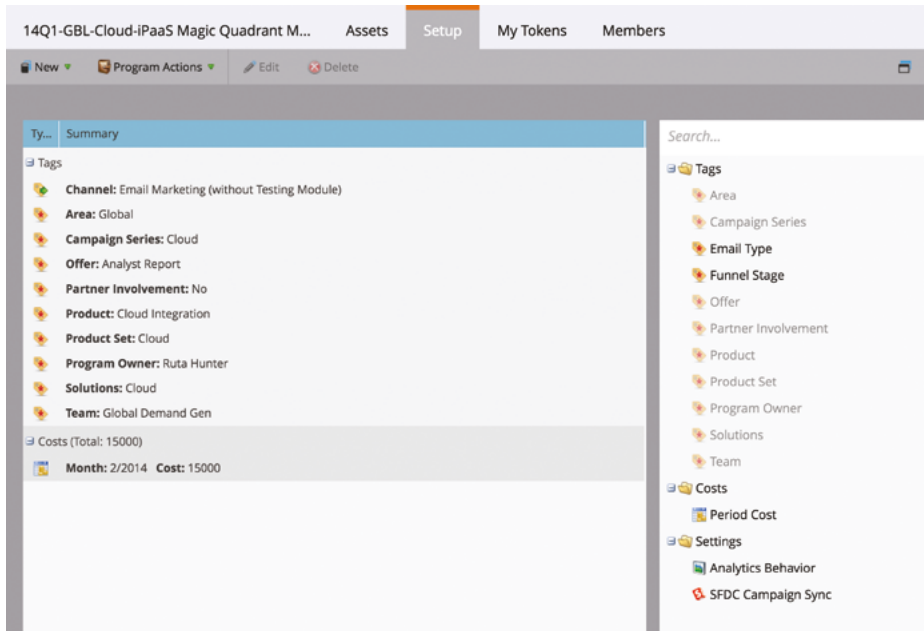 14Q1-GBL-Cloud-iPaaS Magic Quadrant M... Assets Setup My Tokens Members
New Program Actions Edit Delete
Ty... Summary
Tags
Channel: Email Marketing (without Testing Module)
Area: Global
Campaign Series: Cloud
Offer: Analyst Report
Partner Involvement: No
Product: Cloud Integration
Product Set: Cloud
Program Owner: Ruta Hunter
Solutions: Cloud
Team: Global Demand Gen
Costs (Total: 15000)
Month: 2/2014 Cost: 15000
Search...
Tags
Area
Campaign Series
Email Type
Funnel Stage
Offer
Partner Involvement
Product
Product Set
Program Owner
Solutions
Team
Costs
Period Cost
Settings
Analytics Behavior
SFDC Campaign Sync